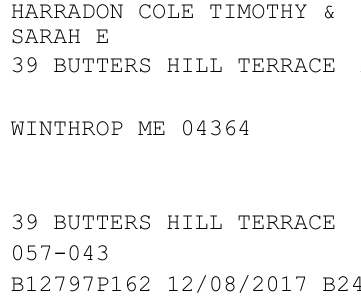 HARRADON COLE TIMOTHY &
SARAH E
39 BUTTERS HILL TERRACE
WINTHROP ME 04364
39 BUTTERS HILL TERRACE
057-043
B12797P162 12/08/2017 B24